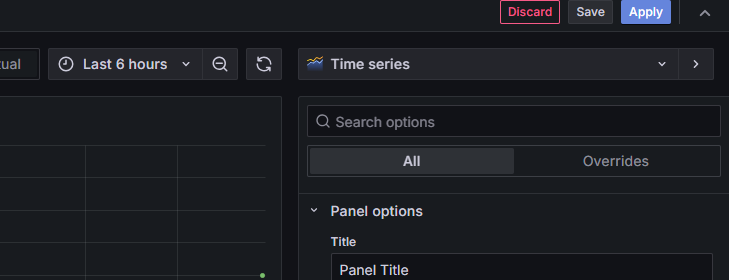 Discard Save Apply
tual Last 6 hours Time series
Search options
All Overrides
Panel options
Title
Panel Title